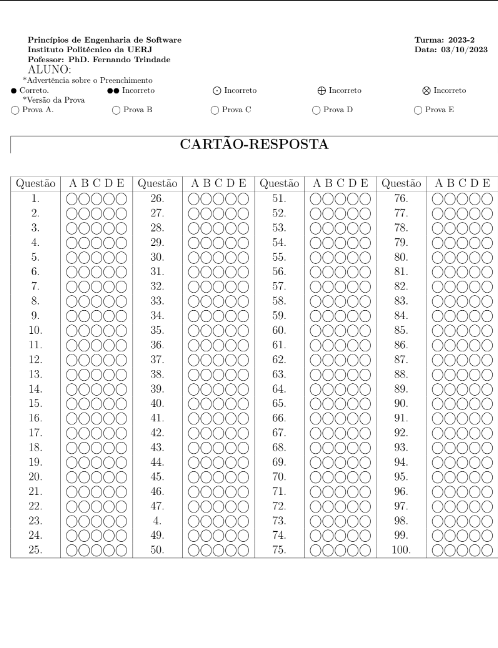 Princípios de Engenharia de Software Turma: 2023-2
Instituto Politécnico da UERJ Data: 03/10/2023
Pofessor: PhD. Fernando Trindade
ALUNO:
*Advertência sobre o Preenchimento
Correto. Incorreto Incorreto Incorreto Incorreto
*Versão da Prova
Prova A. Prova B Prova C Prova D Prova E
CARTÃO-RESPOSTA
Questão A B C D E Questão A B C D E Questão A B C D E Questão A B C D E
1. 26. 51. 76.
2. 27. 52. 77.
3. 28. 53. 78.
4. 29. 54. 79.
5. 30. 55. 80.
6. 31. 56. 81.
7. 32. 57. 82.
8. 33. 58. 83.
9. 34. 59. 84.
10. 35. 60. 85.
11. 36. 61. 86.
12. 37. 62. 87.
13. 38. 63. 88.
14. 39. 64. 89.
15. 40. 65. 90.
16. 41. 66. 91.
17. 42. 67. 92.
18. 43. 68. 93.
19. 44. 69. 94.
20. 45. 70. 95.
21. 46. 71. 96.
22. 47. 72. 97.
23. 4. 73. 98.
24. 49. 74. 99.
25. 50. 75. 100.